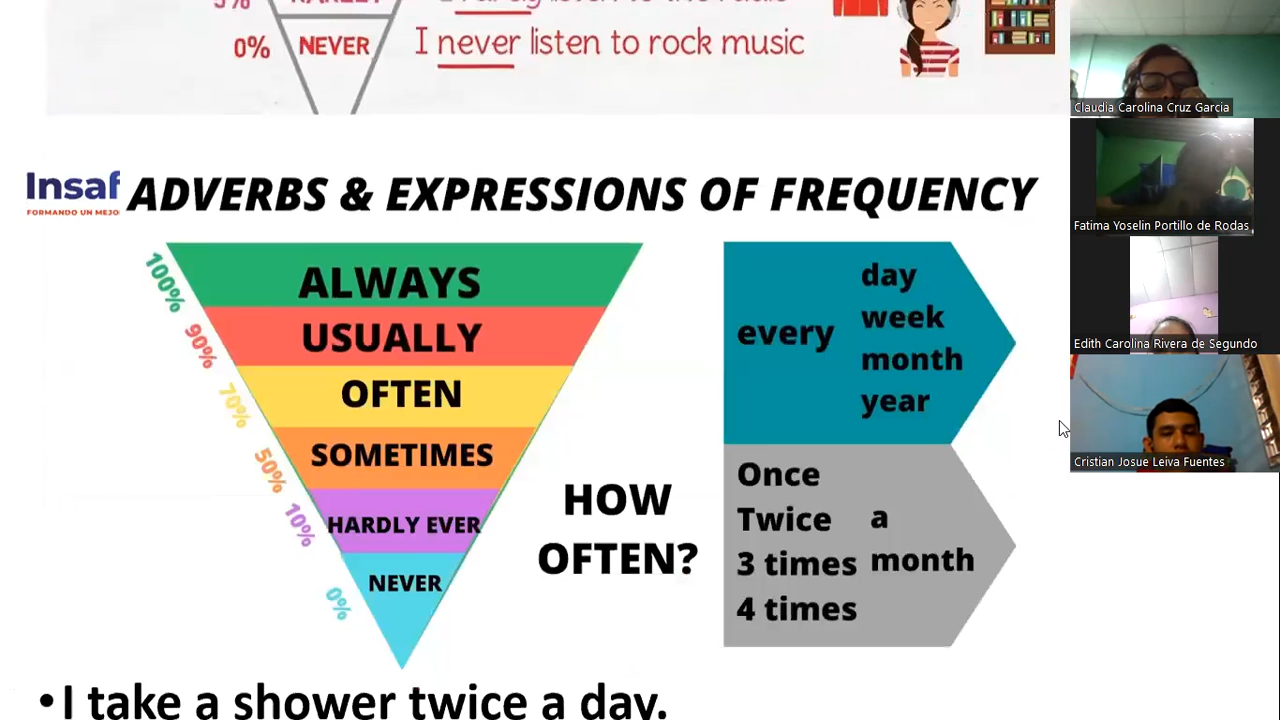 I never listen to rock music
0% NEVER
Insaf
FORMANDO UN MEJO
ADVERBS & EXPRESSIONS OF FREQUENCY
100% ALWAYS
90% USUALLY
70% OFTEN
50% SOMETIMES
10% HARDLY EVER
0% NEVER
HOW
OFTEN?
every
day
week
month
year
Once
Twice
3 times
4 times
a
month
•I take a shower twice a day.
Claudia Carolina Cruz Garcia
Fatima Yoselin Portillo de Rodas
Edith Carolina Rivera de Segundo
Cristian Josue Leiva Fuentes